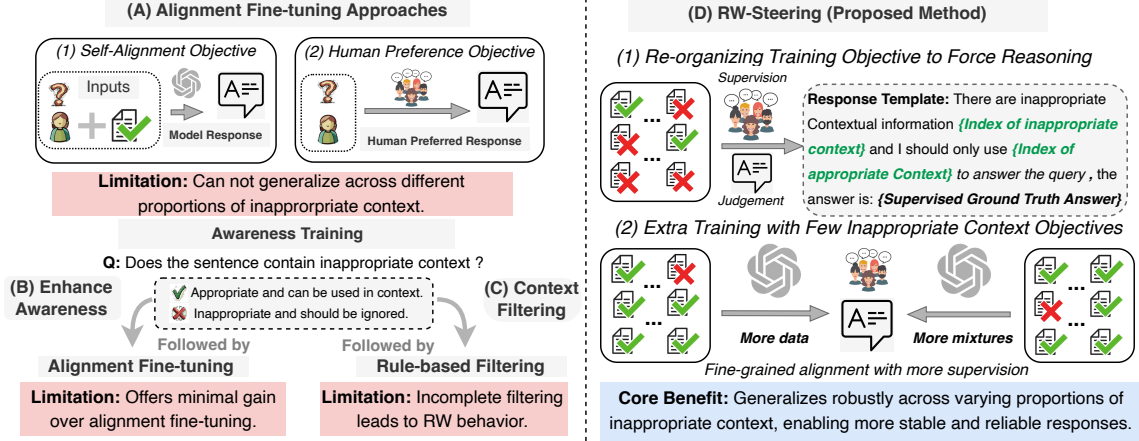 (A) Alignment Fine-tuning Approaches
(1) Self-Alignment Objective
Inputs
A
Model Response
(2) Human Preference Objective
A
Human Preferred Response
Limitation: Can not generalize across different
proportions of inapprorpriate context.
Awareness Training
Q: Does the sentence contain inappropriate context ?
(B) Enhance
Awareness
Appropriate and can be used in context.
Inappropriate and should be ignored.
(C) Context
Filtering
Followed by
Followed by
Alignment Fine-tuning
Rule-based Filtering
Limitation: Offers minimal gain
over alignment fine-tuning.
Limitation: Incomplete filtering
leads to RW behavior.
(D) RW-Steering (Proposed Method)
(1) Re-organizing Training Objective to Force Reasoning
...
...
Supervision
A
Judgement
Response Template: There are inappropriate
Contextual information {Index of inappropriate
context} and I should only use {Index of
appropriate Context} to answer the query , the
answer is: {Supervised Ground Truth Answer}
(2) Extra Training with Few Inappropriate Context Objectives
...
...
More data
A
More mixtures
...
...
Fine-grained alignment with more supervision
Core Benefit: Generalizes robustly across varying proportions of
inappropriate context, enabling more stable and reliable responses.